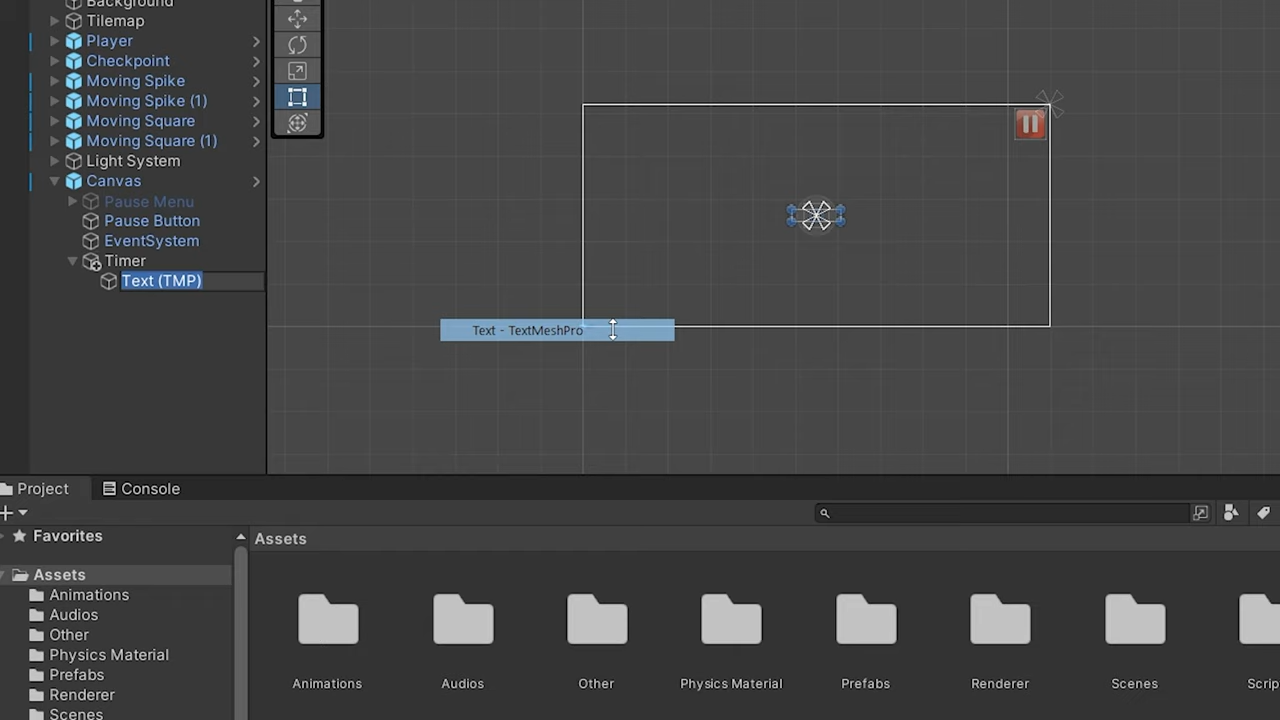 Background
Tilemap
Player
Checkpoint
Moving Spike
Moving Spike (1)
Moving Square
Moving Square (1)
Light System
Canvas
Pause Menu
Pause Button
EventSystem
Timer
Text (TMP)
Text - TextMeshPro
Project
Console
Favorites
Assets
Assets
Animations
Audios
Other
Physics Material
Prefabs
Renderer
Scenes
Animations
Audios
Other
Physics Material
Prefabs
Renderer
Scenes
Scrip